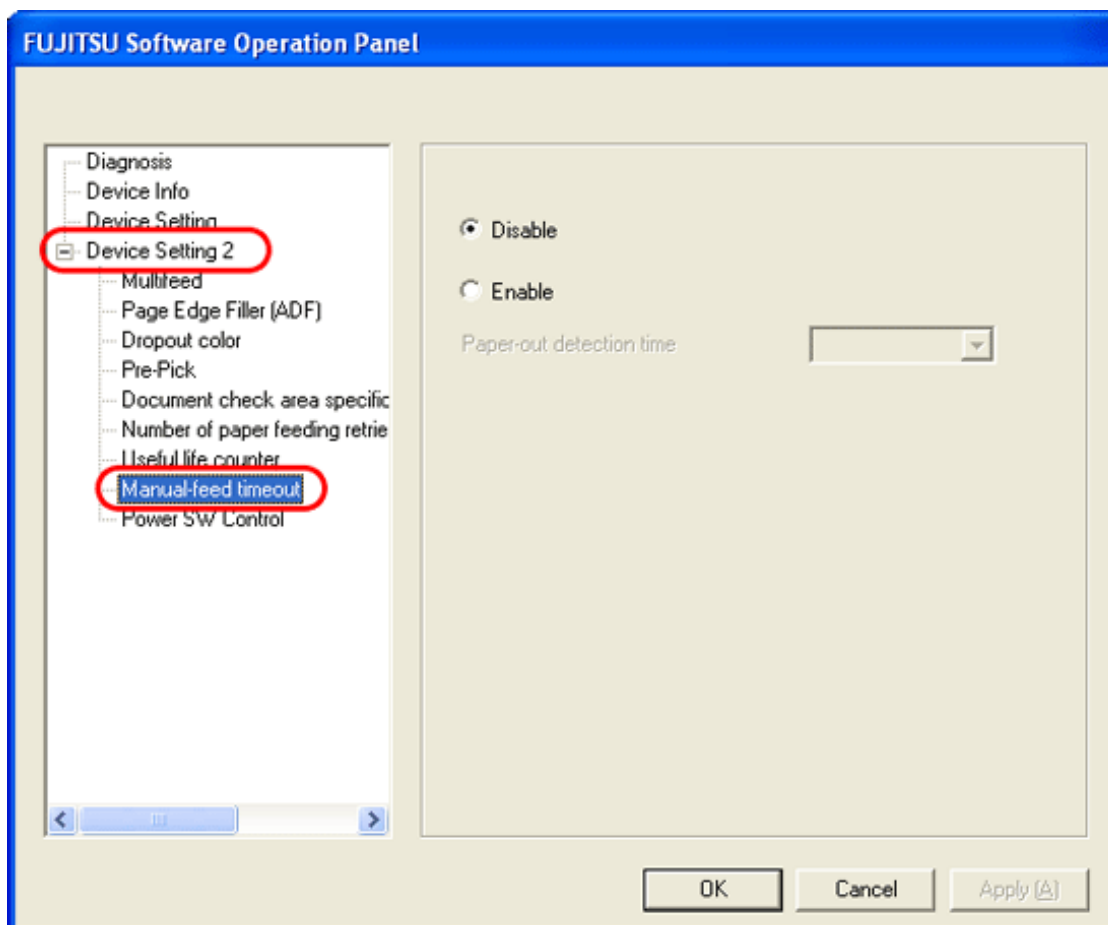 FUJITSU Software Operation Panel
Diagnosis
Device Info
Device Setting
Device Setting 2
Multifeed
Page Edge Filler (ADF)
Dropout color
Pre-Pick
Document check area specific
Number of paper feeding retrie
Useful life counter
Manual-feed timeout
Power SW Control
Disable
Enable
Paper-out detection time
OK
Cancel
Apply (A)